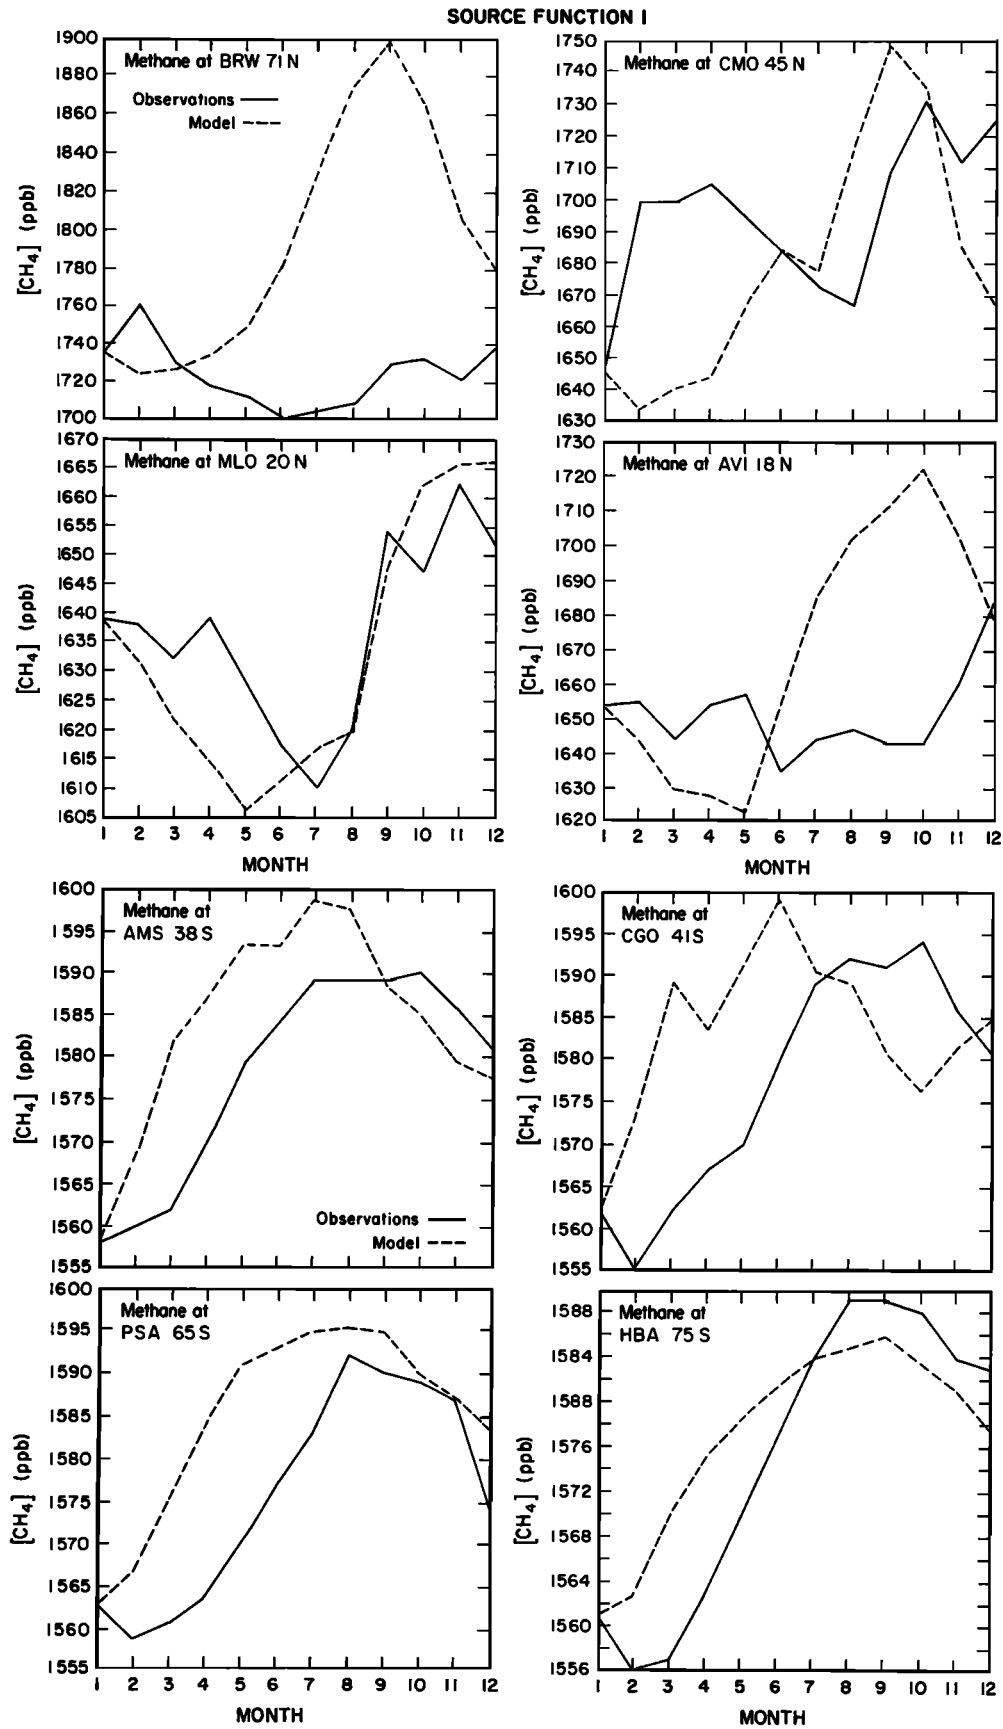 SOURCE FUNCTION I
Methane at BRW 71 N
Observations
Model
[CH4] (ppb)
1900
1880
1860
1840
1820
1800
1780
1760
1740
1720
1700
Methane at CMO 45 N
[CH4] (ppb)
1750
1740
1730
1720
1710
1700
1690
1680
1670
1660
1650
1640
1630
Methane at MLO 20 N
[CH4] (ppb)
1670
1665
1660
1655
1650
1645
1640
1635
1630
1625
1620
1615
1610
1605
1 2 3 4 5 6 7 8 9 10 11 12
MONTH
Methane at AVI 18 N
[CH4] (ppb)
1730
1720
1710
1700
1690
1680
1670
1660
1650
1640
1630
1620
1 2 3 4 5 6 7 8 9 10 11 12
MONTH
Methane at
AMS 38 S
[CH4] (ppb)
1600
1595
1590
1585
1580
1575
1570
1565
1560
1555
Observations
Model
Methane at
CGO 41 S
[CH4] (ppb)
1600
1595
1590
1585
1580
1575
1570
1565
1560
1555
Methane at
PSA 65 S
[CH4] (ppb)
1600
1595
1590
1585
1580
1575
1570
1565
1560
1555
1 2 3 4 5 6 7 8 9 10 11 12
MONTH
Methane at
HBA 75 S
[CH4] (ppb)
1588
1584
1588
1576
1572
1568
1564
1560
1556
1 2 3 4 5 6 7 8 9 10 11 12
MONTH